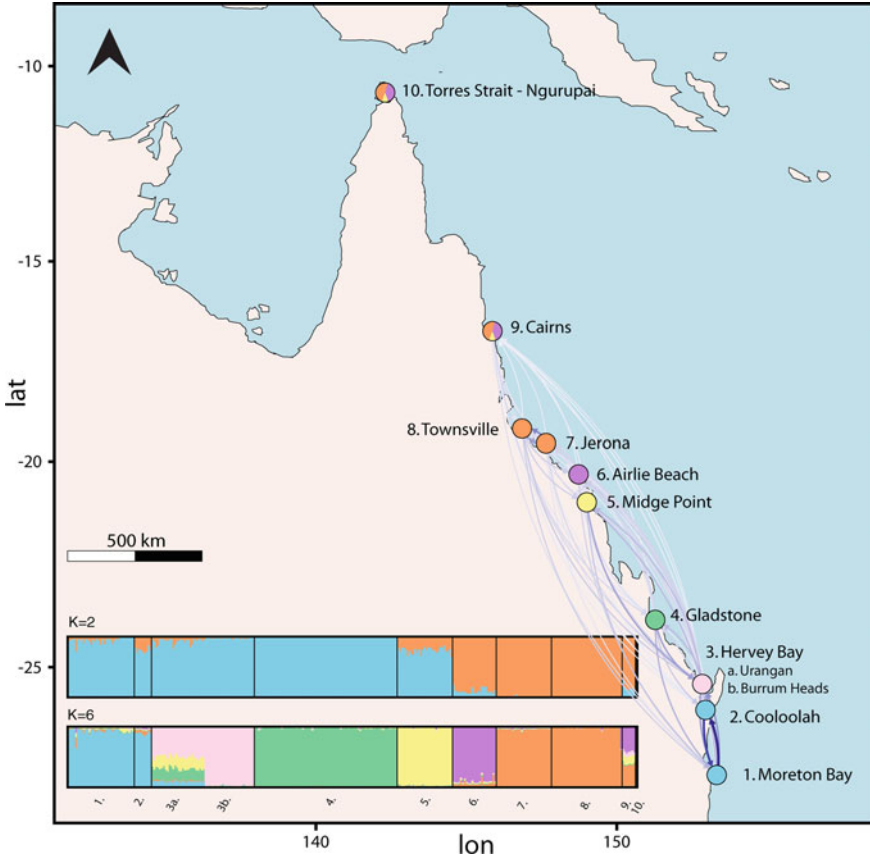 -10
10. Torres Strait - Ngurupai
-15
9. Cairns
lat
8. Townsville
7. Jerona
-20
6. Airlie Beach
5. Midge Point
500 km
4. Gladstone
K=2
3. Hervey Bay
a. Urangan
b. Burrum Heads
-25
2. Cooloolah
K=6
1. Moreton Bay
1. 2. 3a. 3b. 4. 5. 6. 7. 8. 9. 10.
140 150
lon